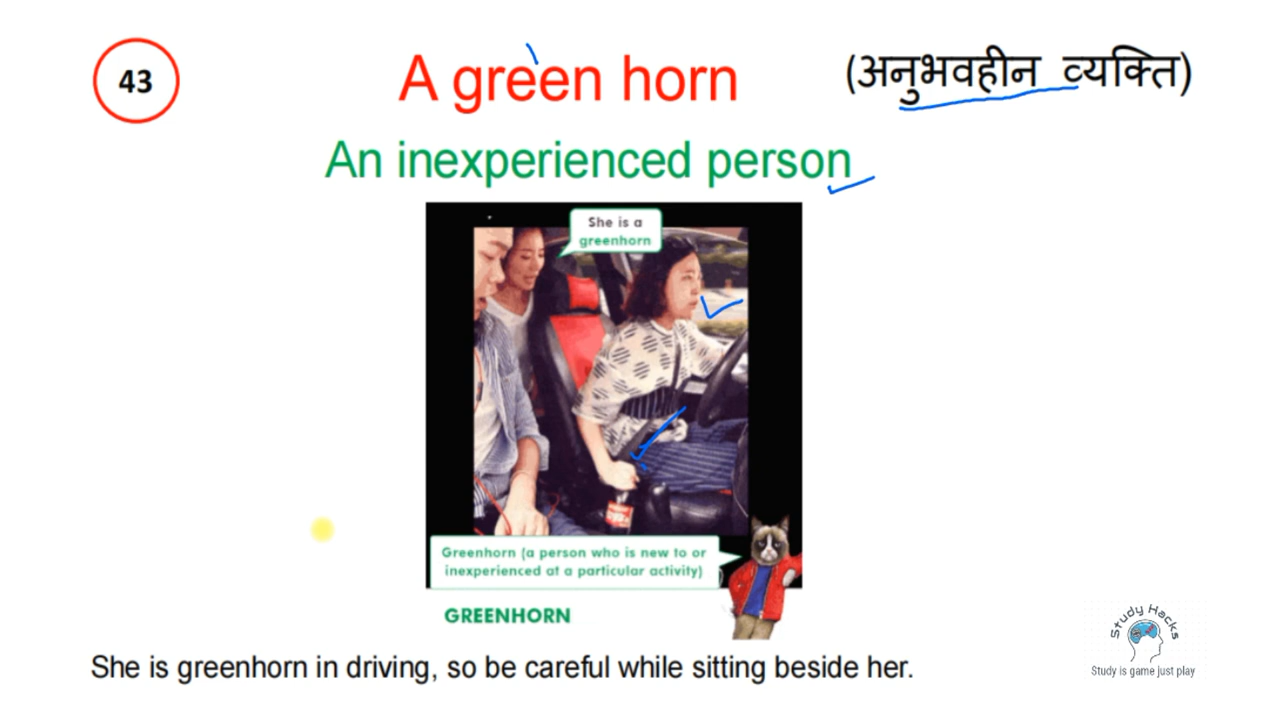 43
A green horn
(अनुभवहीन व्यक्ति)
An inexperienced person
She is a
greenhorn
Greenhorn (a person who is new to or
inexperienced at a particular activity)
GREENHORN
She is greenhorn in driving, so be careful while sitting beside her.
Study Hacks
Study is game just play